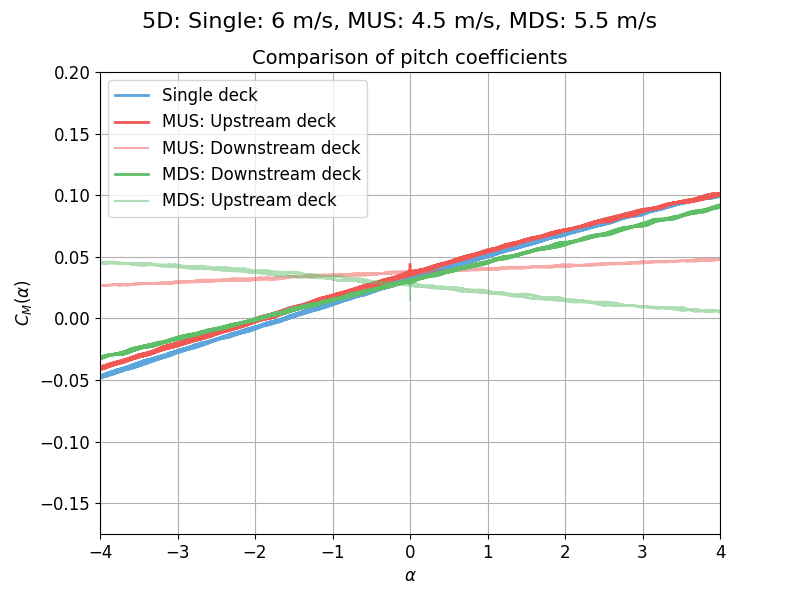 5D: Single: 6 m/s, MUS: 4.5 m/s, MDS: 5.5 m/s
Comparison of pitch coefficients
0.20
0.15
0.10
0.05
0.00
−0.05
−0.10
−0.15
C_M(α)
Single deck
MUS: Upstream deck
MUS: Downstream deck
MDS: Downstream deck
MDS: Upstream deck
−4 −3 −2 −1 0 1 2 3 4
α